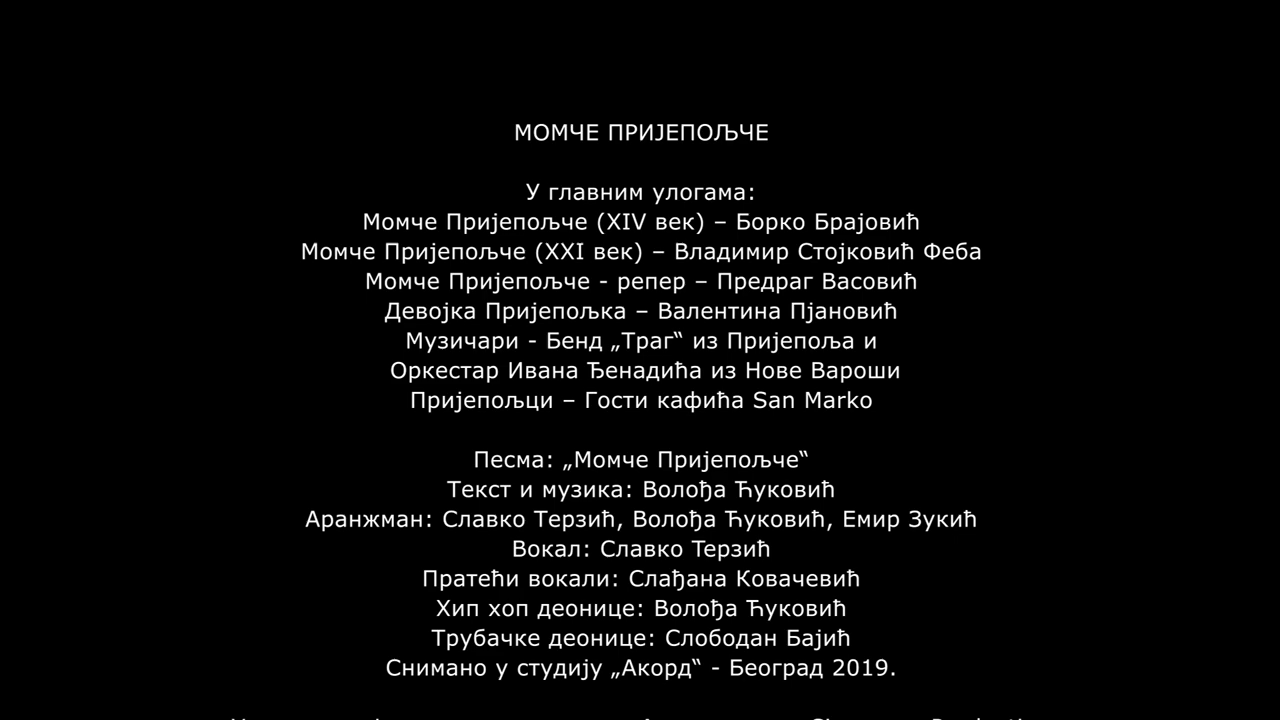 МОМЧЕ ПРИЈЕПОЉЧЕ
У главним улогама:
Момче Пријепољче (XIV век) – Борко Брајовић
Момче Пријепољче (XXI век) – Владимир Стојковић Феба
Момче Пријепољче - репер – Предраг Васовић
Девојка Пријепољка – Валентина Пјановић
Музичари - Бенд „Траг“ из Пријепоља и
Оркестар Ивана Ђенадића из Нове Вароши
Пријепољци – Гости кафића San Marko
Песма: „Момче Пријепољче“
Текст и музика: Волођа Ћуковић
Аранжман: Славко Терзић, Волођа Ћуковић, Емир Зукић
Вокал: Славко Терзић
Пратећи вокали: Слађана Ковачевић
Хип хоп деонице: Волођа Ћуковић
Трубачке деонице: Слободан Бајић
Снимано у студију „Акорд“ - Београд 2019.